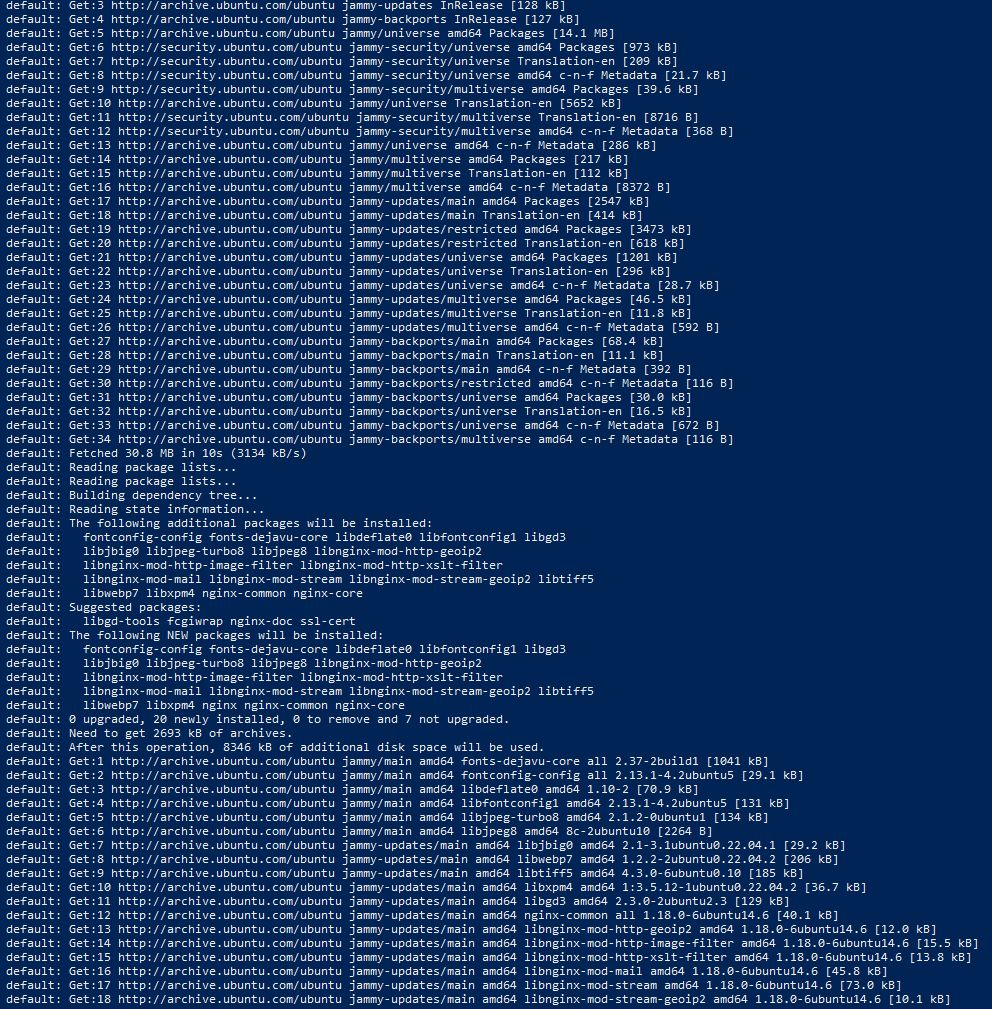 default: Get:3 http://archive.ubuntu.com/ubuntu jammy-updates InRelease [128 kB]
default: Get:4 http://archive.ubuntu.com/ubuntu jammy-backports InRelease [127 kB]
default: Get:5 http://archive.ubuntu.com/ubuntu jammy/universe amd64 Packages [14.1 MB]
default: Get:6 http://security.ubuntu.com/ubuntu jammy-security/universe amd64 Packages [973 kB]
default: Get:7 http://security.ubuntu.com/ubuntu jammy-security/universe Translation-en [209 kB]
default: Get:8 http://security.ubuntu.com/ubuntu jammy-security/universe amd64 c-n-f Metadata [21.7 kB]
default: Get:9 http://security.ubuntu.com/ubuntu jammy-security/multiverse amd64 Packages [39.6 kB]
default: Get:10 http://archive.ubuntu.com/ubuntu jammy/universe Translation-en [5652 kB]
default: Get:11 http://security.ubuntu.com/ubuntu jammy-security/multiverse Translation-en [8716 B]
default: Get:12 http://security.ubuntu.com/ubuntu jammy-security/multiverse amd64 c-n-f Metadata [368 B]
default: Get:13 http://archive.ubuntu.com/ubuntu jammy/universe amd64 c-n-f Metadata [286 kB]
default: Get:14 http://archive.ubuntu.com/ubuntu jammy/multiverse amd64 Packages [217 kB]
default: Get:15 http://archive.ubuntu.com/ubuntu jammy/multiverse Translation-en [112 kB]
default: Get:16 http://archive.ubuntu.com/ubuntu jammy/multiverse amd64 c-n-f Metadata [8372 B]
default: Get:17 http://archive.ubuntu.com/ubuntu jammy-updates/main amd64 Packages [2547 kB]
default: Get:18 http://archive.ubuntu.com/ubuntu jammy-updates/main Translation-en [414 kB]
default: Get:19 http://archive.ubuntu.com/ubuntu jammy-updates/restricted amd64 Packages [3473 kB]
default: Get:20 http://archive.ubuntu.com/ubuntu jammy-updates/restricted Translation-en [618 kB]
default: Get:21 http://archive.ubuntu.com/ubuntu jammy-updates/universe amd64 Packages [1201 kB]
default: Get:22 http://archive.ubuntu.com/ubuntu jammy-updates/universe Translation-en [296 kB]
default: Get:23 http://archive.ubuntu.com/ubuntu jammy-updates/universe amd64 c-n-f Metadata [28.7 kB]
default: Get:24 http://archive.ubuntu.com/ubuntu jammy-updates/multiverse amd64 Packages [46.5 kB]
default: Get:25 http://archive.ubuntu.com/ubuntu jammy-updates/multiverse Translation-en [11.8 kB]
default: Get:26 http://archive.ubuntu.com/ubuntu jammy-updates/multiverse amd64 c-n-f Metadata [592 B]
default: Get:27 http://archive.ubuntu.com/ubuntu jammy-backports/main amd64 Packages [68.4 kB]
default: Get:28 http://archive.ubuntu.com/ubuntu jammy-backports/main Translation-en [11.1 kB]
default: Get:29 http://archive.ubuntu.com/ubuntu jammy-backports/main amd64 c-n-f Metadata [392 B]
default: Get:30 http://archive.ubuntu.com/ubuntu jammy-backports/restricted amd64 c-n-f Metadata [116 B]
default: Get:31 http://archive.ubuntu.com/ubuntu jammy-backports/universe amd64 Packages [30.0 kB]
default: Get:32 http://archive.ubuntu.com/ubuntu jammy-backports/universe Translation-en [16.5 kB]
default: Get:33 http://archive.ubuntu.com/ubuntu jammy-backports/universe amd64 c-n-f Metadata [672 B]
default: Get:34 http://archive.ubuntu.com/ubuntu jammy-backports/multiverse amd64 c-n-f Metadata [116 B]
default: Fetched 30.8 MB in 10s (3134 kB/s)
default: Reading package lists...
default: Reading package lists...
default: Building dependency tree...
default: Reading state information...
default: The following additional packages will be installed:
default:   fontconfig-config fonts-dejavu-core libdeflate0 libfontconfig1 libgd3
default:   libjbig0 libjpeg-turbo8 libjpeg8 libnginx-mod-http-geoip2
default:   libnginx-mod-http-image-filter libnginx-mod-http-xslt-filter
default:   libnginx-mod-mail libnginx-mod-stream libnginx-mod-stream-geoip2 libtiff5
default:   libwebp7 libxpm4 nginx-common nginx-core
default: Suggested packages:
default:   libgd-tools fcgiwrap nginx-doc ssl-cert
default: The following NEW packages will be installed:
default:   fontconfig-config fonts-dejavu-core libdeflate0 libfontconfig1 libgd3
default:   libjbig0 libjpeg-turbo8 libjpeg8 libnginx-mod-http-geoip2
default:   libnginx-mod-http-image-filter libnginx-mod-http-xslt-filter
default:   libnginx-mod-mail libnginx-mod-stream libnginx-mod-stream-geoip2 libtiff5
default:   libwebp7 libxpm4 nginx nginx-common nginx-core
default: 0 upgraded, 20 newly installed, 0 to remove and 7 not upgraded.
default: Need to get 2693 kB of archives.
default: After this operation, 8346 kB of additional disk space will be used.
default: Get:1 http://archive.ubuntu.com/ubuntu jammy/main amd64 fonts-dejavu-core all 2.37-2build1 [1041 kB]
default: Get:2 http://archive.ubuntu.com/ubuntu jammy/main amd64 fontconfig-config all 2.13.1-4.2ubuntu5 [29.1 kB]
default: Get:3 http://archive.ubuntu.com/ubuntu jammy/main amd64 libdeflate0 amd64 1.10-2 [70.9 kB]
default: Get:4 http://archive.ubuntu.com/ubuntu jammy/main amd64 libfontconfig1 amd64 2.13.1-4.2ubuntu5 [131 kB]
default: Get:5 http://archive.ubuntu.com/ubuntu jammy/main amd64 libjpeg-turbo8 amd64 2.1.2-0ubuntu1 [134 kB]
default: Get:6 http://archive.ubuntu.com/ubuntu jammy/main amd64 libjpeg8 amd64 8c-2ubuntu10 [2264 B]
default: Get:7 http://archive.ubuntu.com/ubuntu jammy-updates/main amd64 libjbig0 amd64 2.1-3.1ubuntu0.22.04.1 [29.2 kB]
default: Get:8 http://archive.ubuntu.com/ubuntu jammy-updates/main amd64 libwebp7 amd64 1.2.2-2ubuntu0.22.04.2 [206 kB]
default: Get:9 http://archive.ubuntu.com/ubuntu jammy-updates/main amd64 libtiff5 amd64 4.3.0-6ubuntu0.10 [185 kB]
default: Get:10 http://archive.ubuntu.com/ubuntu jammy-updates/main amd64 libxpm4 amd64 1:3.5.12-1ubuntu0.22.04.2 [36.7 kB]
default: Get:11 http://archive.ubuntu.com/ubuntu jammy-updates/main amd64 libgd3 amd64 2.3.0-2ubuntu2.3 [129 kB]
default: Get:12 http://archive.ubuntu.com/ubuntu jammy-updates/main amd64 nginx-common all 1.18.0-6ubuntu14.6 [40.1 kB]
default: Get:13 http://archive.ubuntu.com/ubuntu jammy-updates/main amd64 libnginx-mod-http-geoip2 amd64 1.18.0-6ubuntu14.6 [12.0 kB]
default: Get:14 http://archive.ubuntu.com/ubuntu jammy-updates/main amd64 libnginx-mod-http-image-filter amd64 1.18.0-6ubuntu14.6 [15.5 kB]
default: Get:15 http://archive.ubuntu.com/ubuntu jammy-updates/main amd64 libnginx-mod-http-xslt-filter amd64 1.18.0-6ubuntu14.6 [13.8 kB]
default: Get:16 http://archive.ubuntu.com/ubuntu jammy-updates/main amd64 libnginx-mod-mail amd64 1.18.0-6ubuntu14.6 [45.8 kB]
default: Get:17 http://archive.ubuntu.com/ubuntu jammy-updates/main amd64 libnginx-mod-stream amd64 1.18.0-6ubuntu14.6 [73.0 kB]
default: Get:18 http://archive.ubuntu.com/ubuntu jammy-updates/main amd64 libnginx-mod-stream-geoip2 amd64 1.18.0-6ubuntu14.6 [10.1 kB]